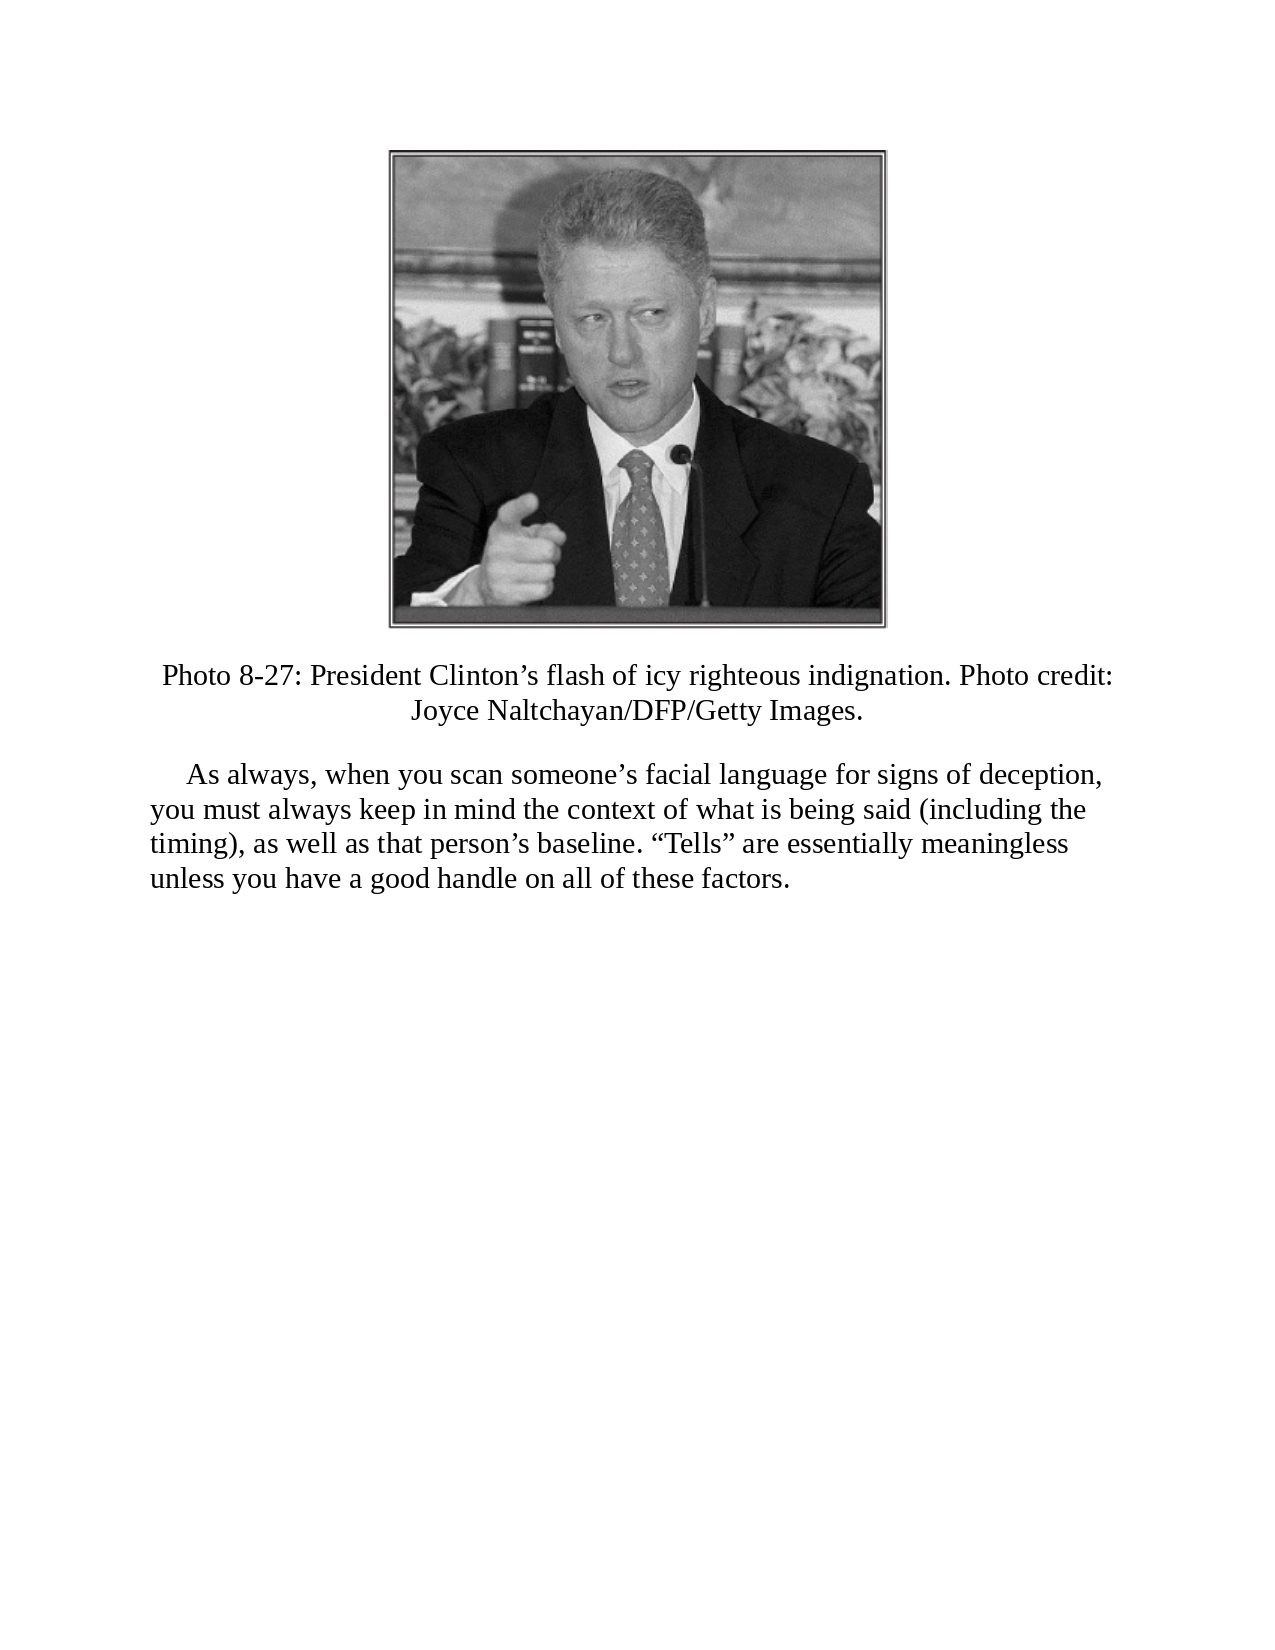 Photo 8-27: President Clinton’s flash of icy righteous indignation. Photo credit:
Joyce Naltchayan/DFP/Getty Images.
As always, when you scan someone’s facial language for signs of deception,
you must always keep in mind the context of what is being said (including the
timing), as well as that person’s baseline. “Tells” are essentially meaningless
unless you have a good handle on all of these factors.